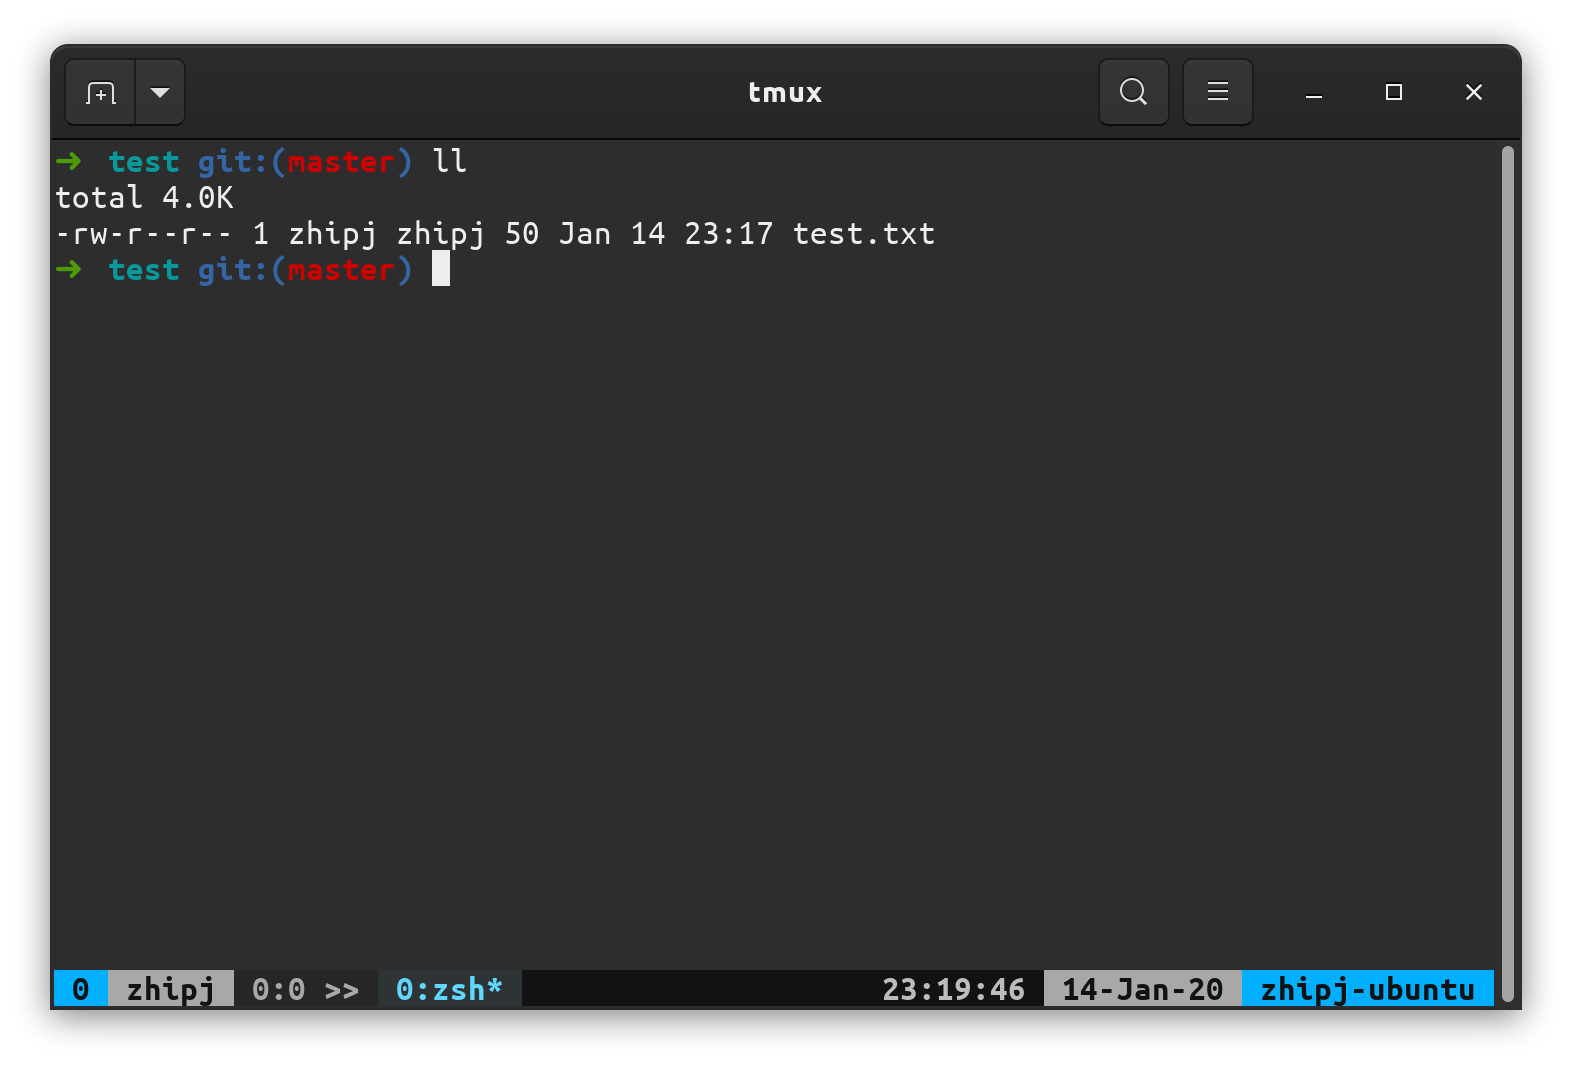 tmux
➜ test git:(master) ll
total 4.0K
-rw-r--r-- 1 zhipj zhipj 50 Jan 14 23:17 test.txt
➜ test git:(master)
0 zhipj 0:0 >> 0:zsh* 23:19:46 14-Jan-20 zhipj-ubuntu